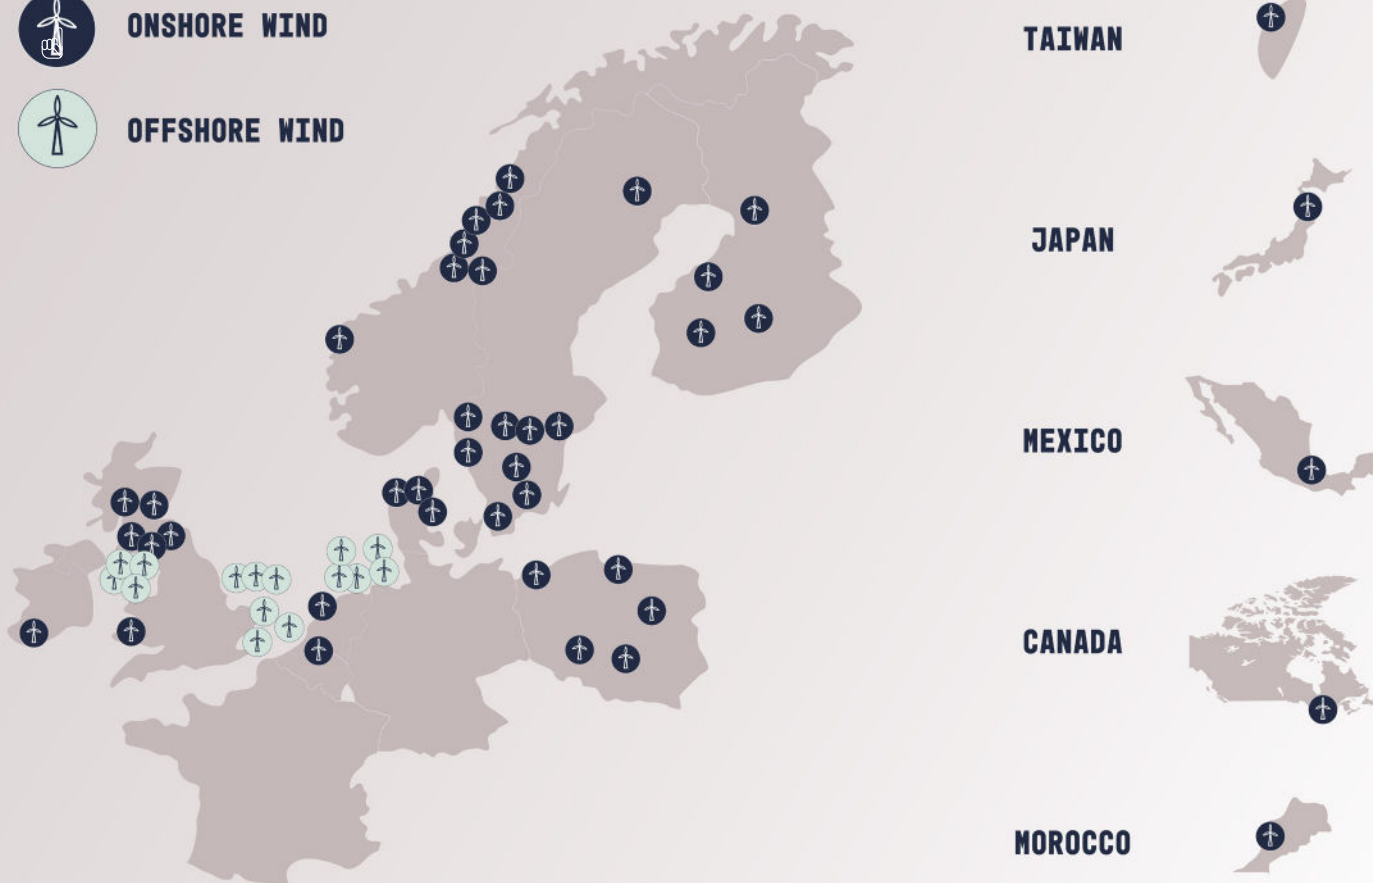 ONSHORE WIND
OFFSHORE WIND
TAIWAN
JAPAN
MEXICO
CANADA
MOROCCO